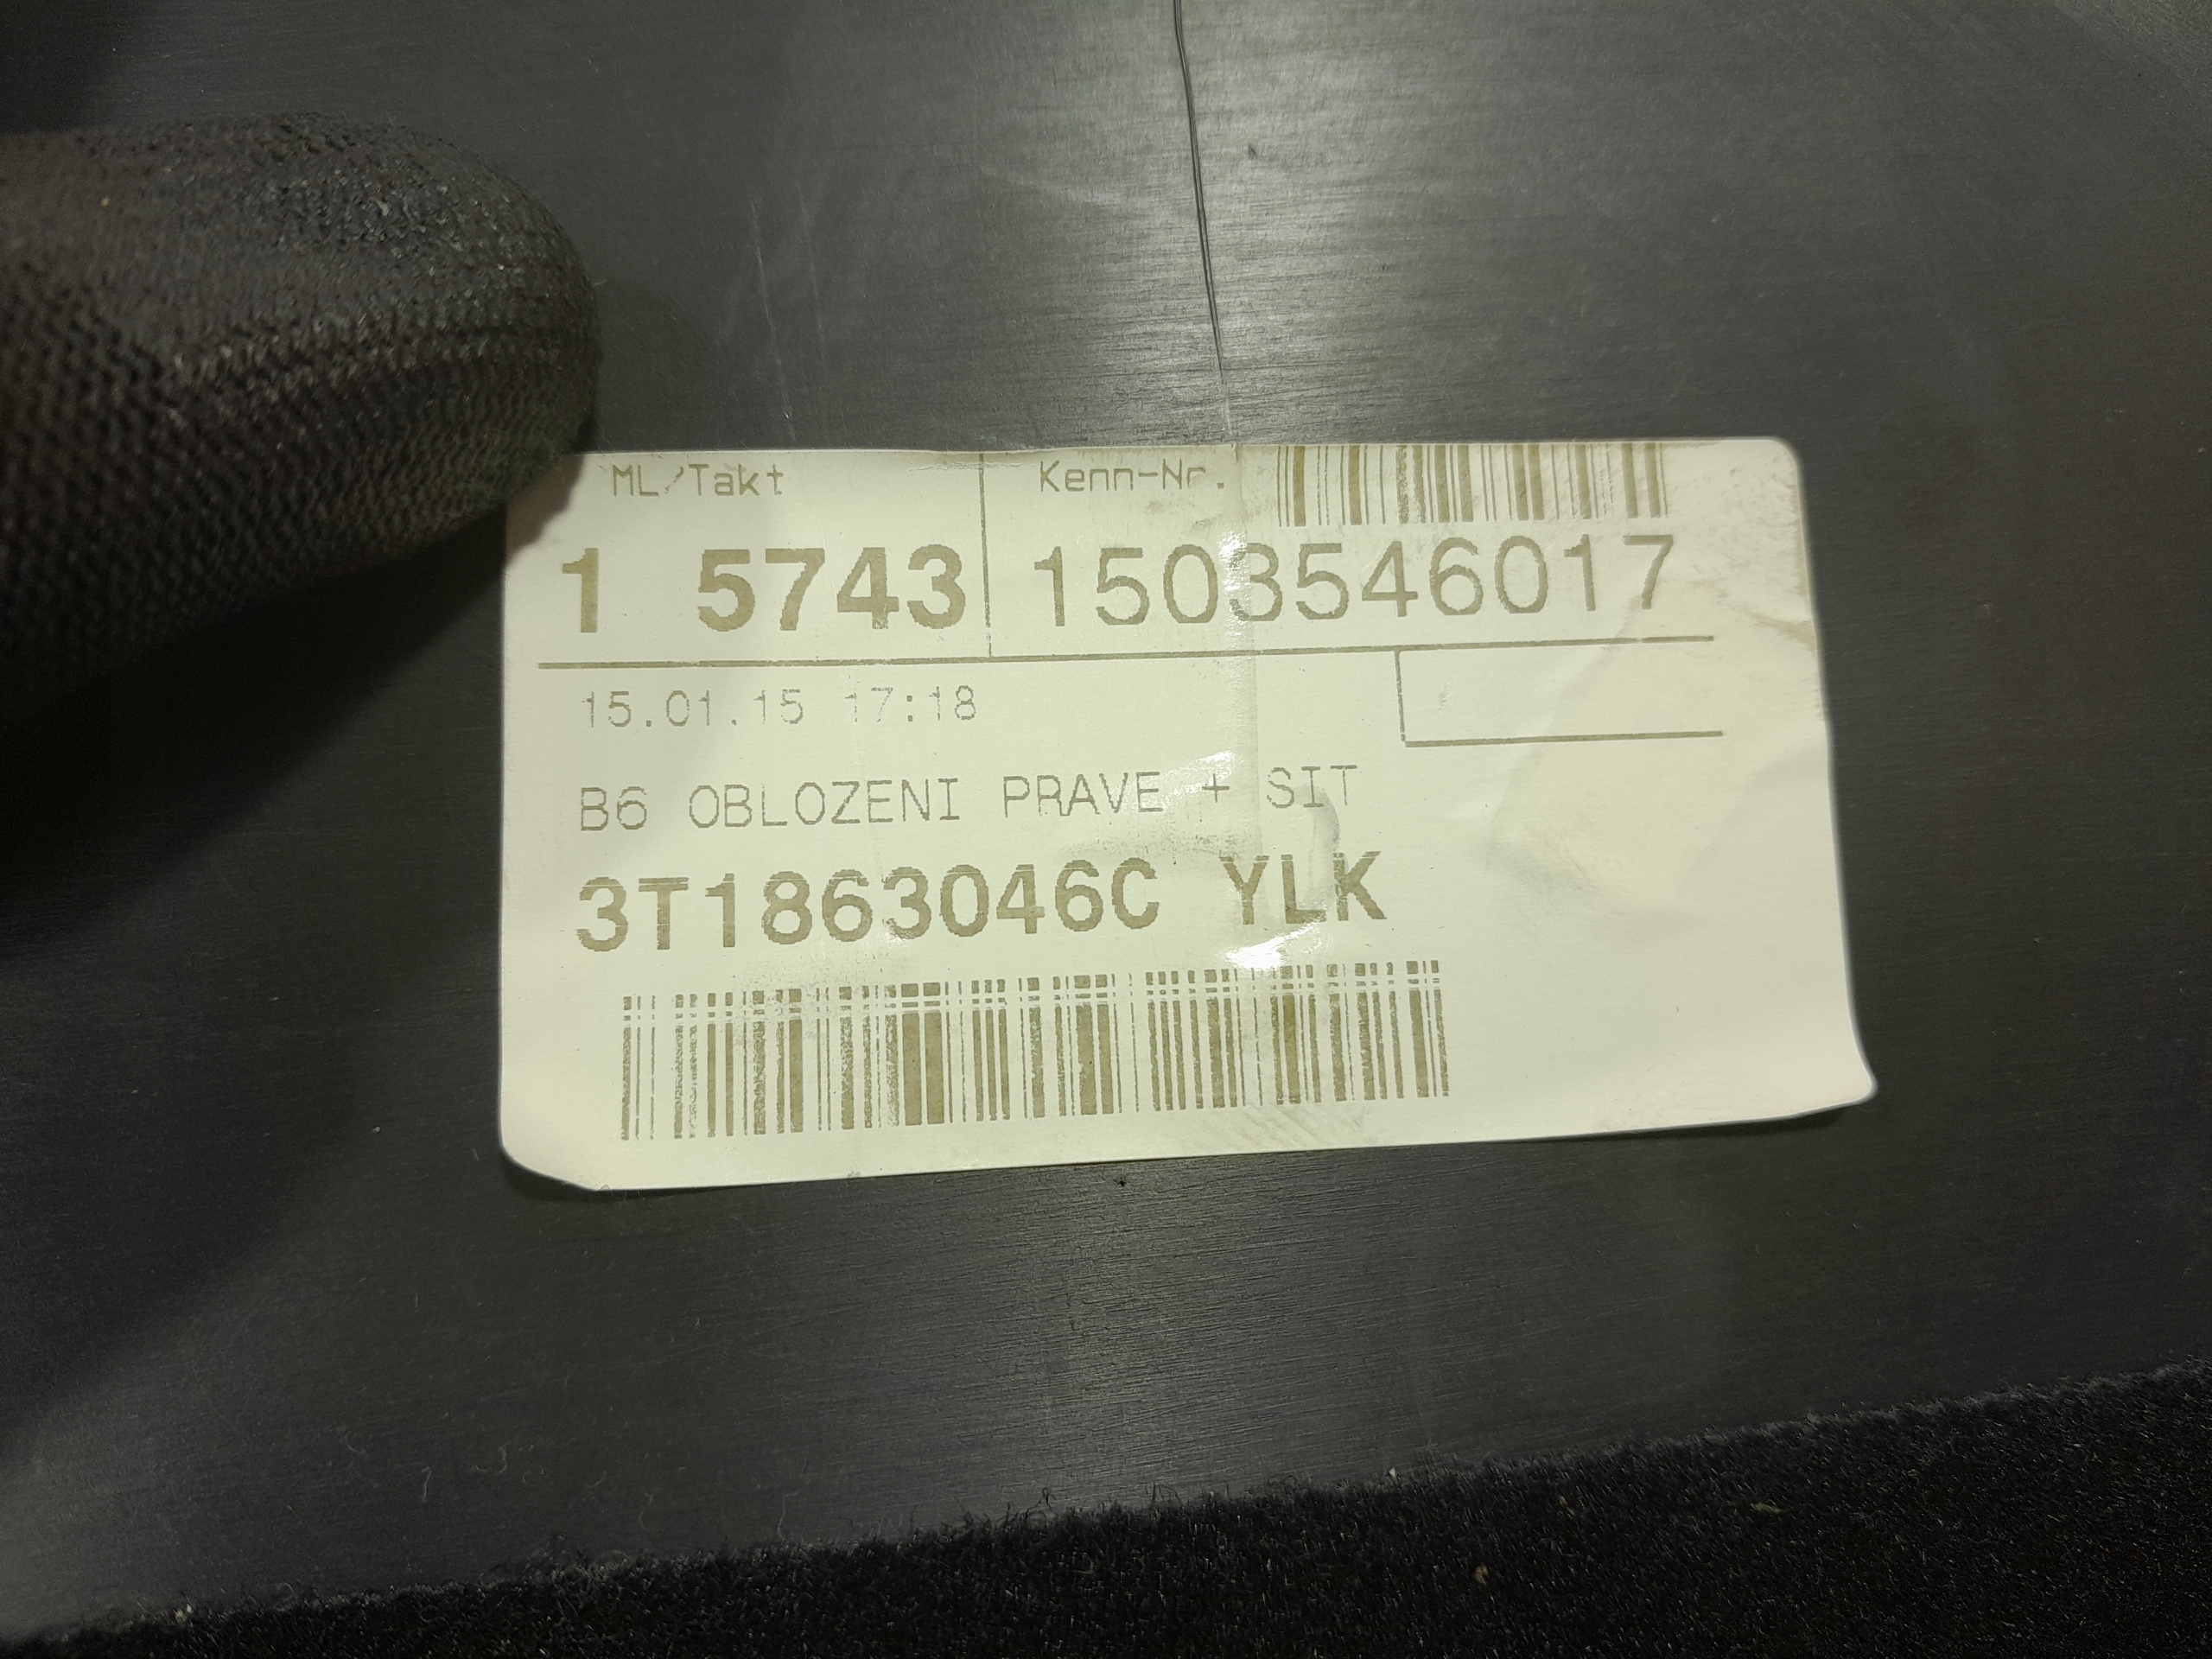 ML/Takt Kenn-Nr.
1 5743 1503546017
15.01.15 17:18
B6 OBLOZENI PRAVE + SIT
3T1863046C YLK